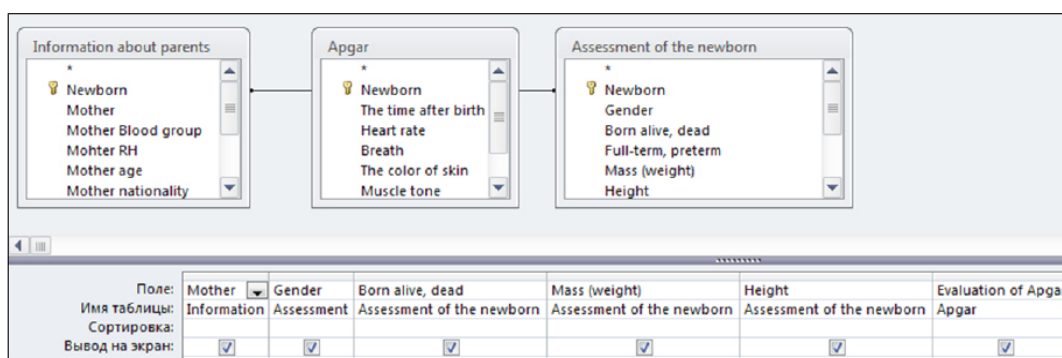 Information about parents
*
Newborn
Mother
Mother Blood group
Mohter RH
Mother age
Mother nationality
Apgar
*
Newborn
The time after birth
Heart rate
Breath
The color of skin
Muscle tone
Assessment of the newborn
*
Newborn
Gender
Born alive, dead
Full-term, preterm
Mass (weight)
Height
Поле: Mother Gender Born alive, dead Mass (weight) Height Evaluation of Apgar
Имя таблицы: Information Assessment Assessment of the newborn Assessment of the newborn Assessment of the newborn Apgar
Сортировка:
Вывод на экран: